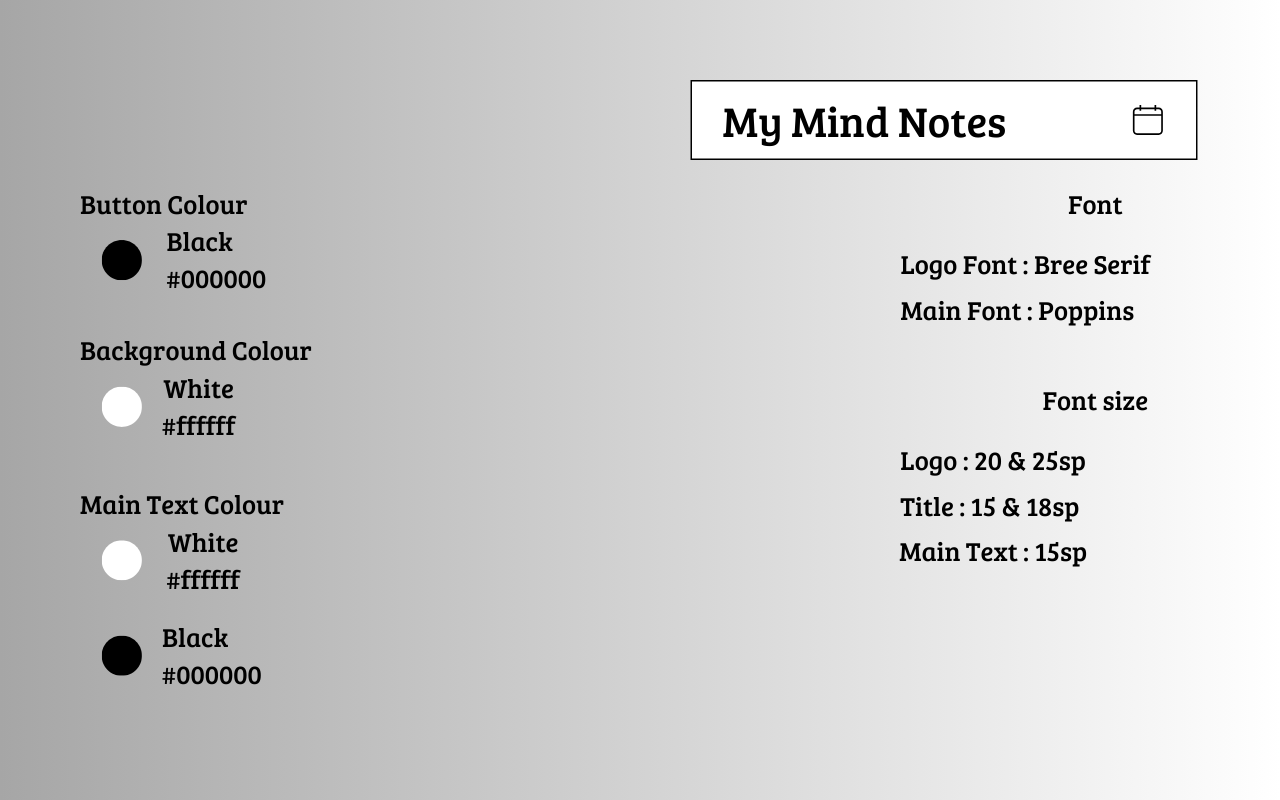 My Mind Notes
Button Colour
Black
#000000
Background Colour
White
#ffffff
Main Text Colour
White
#ffffff
Black
#000000
Font
Logo Font : Bree Serif
Main Font : Poppins
Font size
Logo : 20 & 25sp
Title : 15 & 18sp
Main Text : 15sp